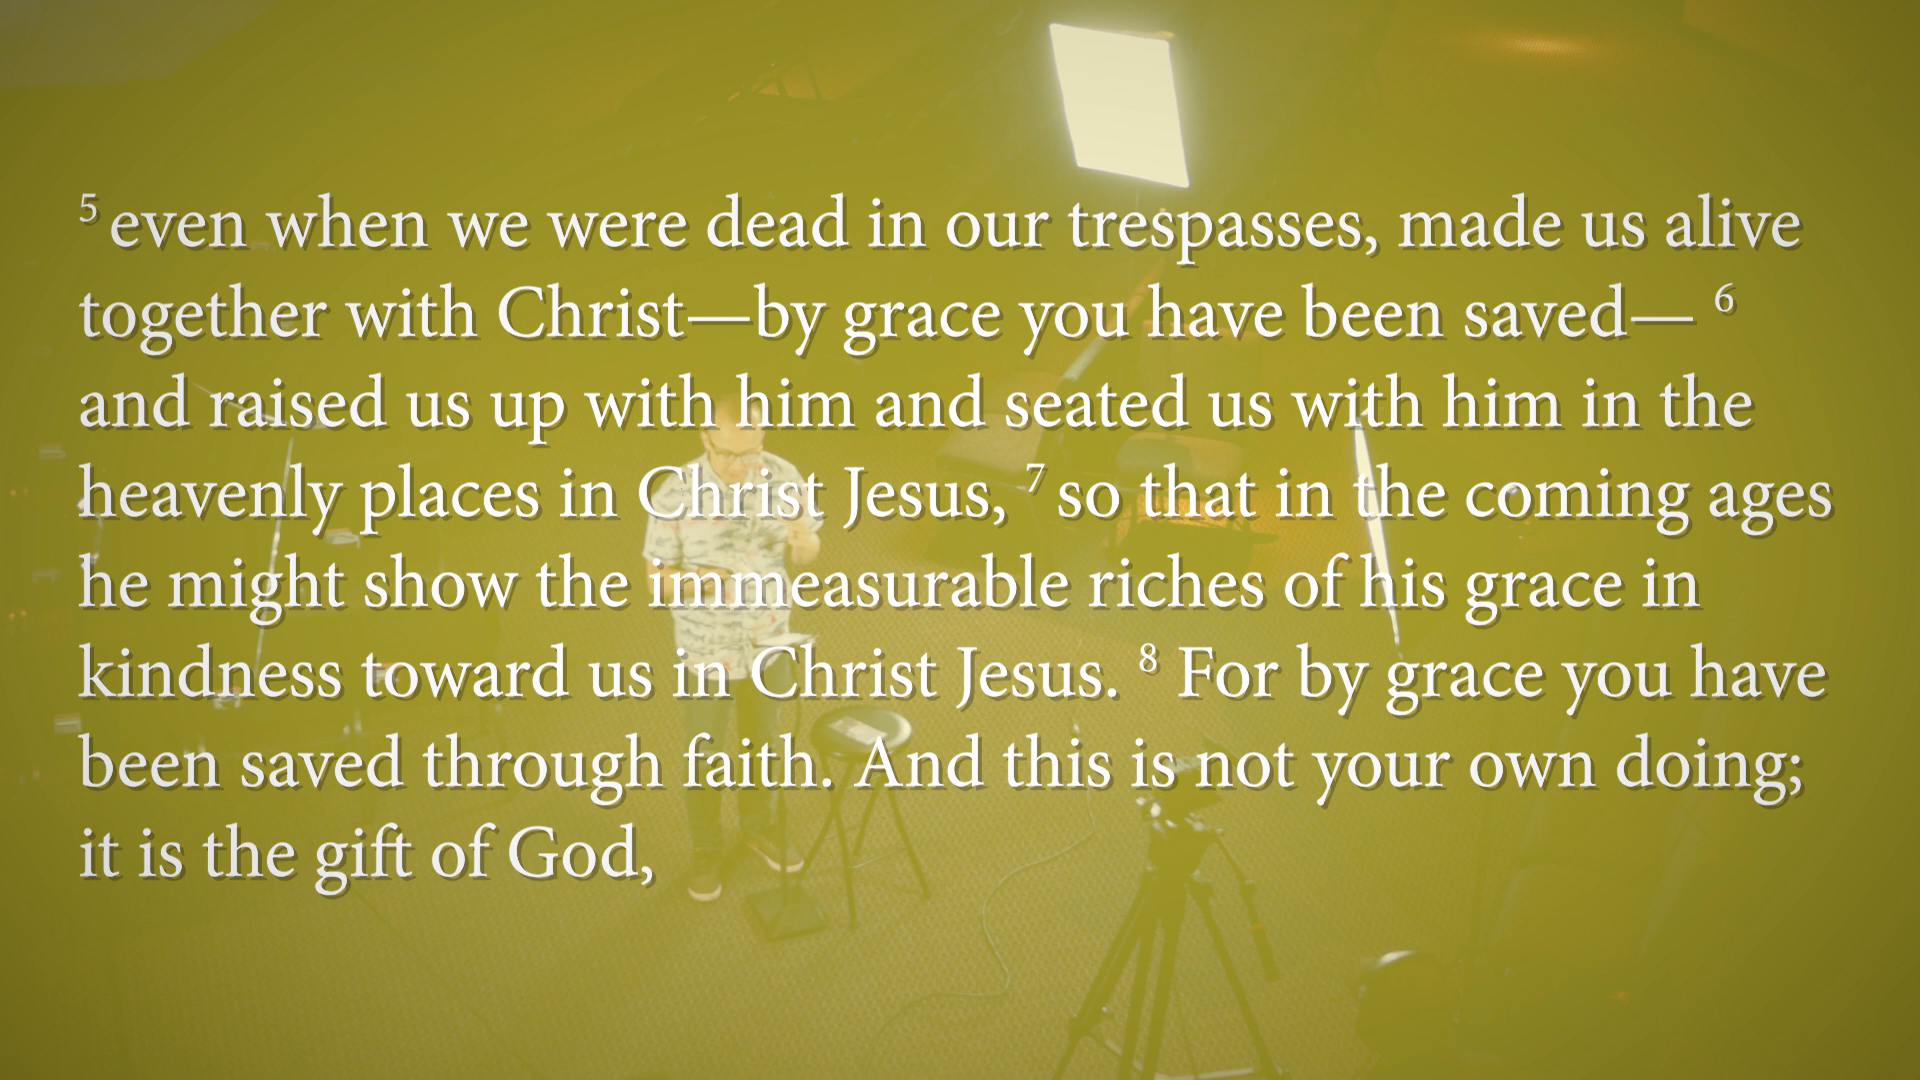 5 even when we were dead in our trespasses, made us alive
together with Christ—by grace you have been saved— 6
and raised us up with him and seated us with him in the
heavenly places in Christ Jesus, 7 so that in the coming ages
he might show the immeasurable riches of his grace in
kindness toward us in Christ Jesus. 8 For by grace you have
been saved through faith. And this is not your own doing;
it is the gift of God,